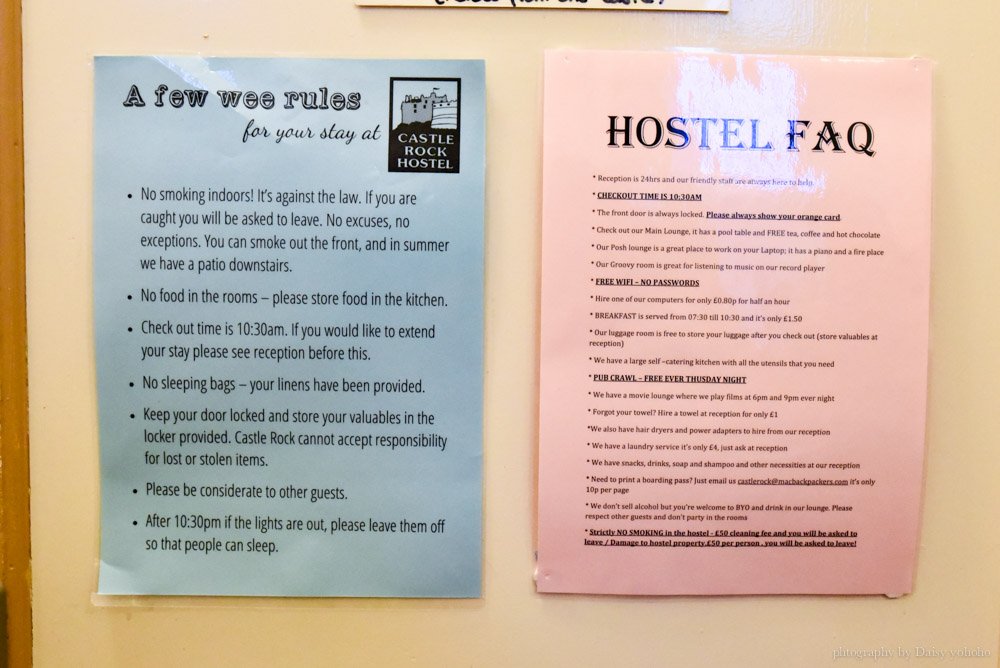 A few wee rules
for your stay at
CASTLE
ROCK
HOSTEL
• No smoking indoors! It's against the law. If you are
caught you will be asked to leave. No excuses, no
exceptions. You can smoke out the front, and in summer
we have a patio downstairs.
• No food in the rooms – please store food in the kitchen.
• Check out time is 10:30am. If you would like to extend
your stay please see reception before this.
• No sleeping bags – your linens have been provided.
• Keep your door locked and store your valuables in the
locker provided. Castle Rock cannot accept responsibility
for lost or stolen items.
• Please be considerate to other guests.
• After 10:30pm if the lights are out, please leave them off
so that people can sleep.
HOSTEL FAQ
* Reception is 24hrs and our friendly staff are always here to help.
* CHECKOUT TIME IS 10:30AM
* The front door is always locked. Please always show your orange card.
* Check out our Main Lounge, it has a pool table and FREE tea, coffee and hot chocolate
* Our Posh lounge is a great place to work on your Laptop; it has a piano and a fire place
* Our Groovy room is great for listening to music on our record player
* FREE WIFI – NO PASSWORDS
* Hire one of our computers for only £0.80p for half an hour
* BREAKFAST is served from 07:30 till 10:30 and it's only £1.50
* Our luggage room is free to store your luggage after you check out (store valuables at
reception)
* We have a large self –catering kitchen with all the utensils that you need
* PUB CRAWL – FREE EVER THUSDAY NIGHT
* We have a movie lounge where we play films at 6pm and 9pm ever night
* Forgot your towel? Hire a towel at reception for only £1
*We also have hair dryers and power adapters to hire from our reception
* We have a laundry service it's only £4, just ask at reception
* We have snacks, drinks, soap and shampoo and other necessities at our reception
* Need to print a boarding pass? Just email us castlerock@macbackpackers.com it's only
10p per page
* We don't sell alcohol but you're welcome to BYO and drink in our lounge. Please
respect other guests and don't party in the rooms
* Strictly NO SMOKING in the hostel - £50 cleaning fee and you will be asked to
leave / Damage to hostel property,£50 per person , you will be asked to leave!
phtography by Daisy yohoho